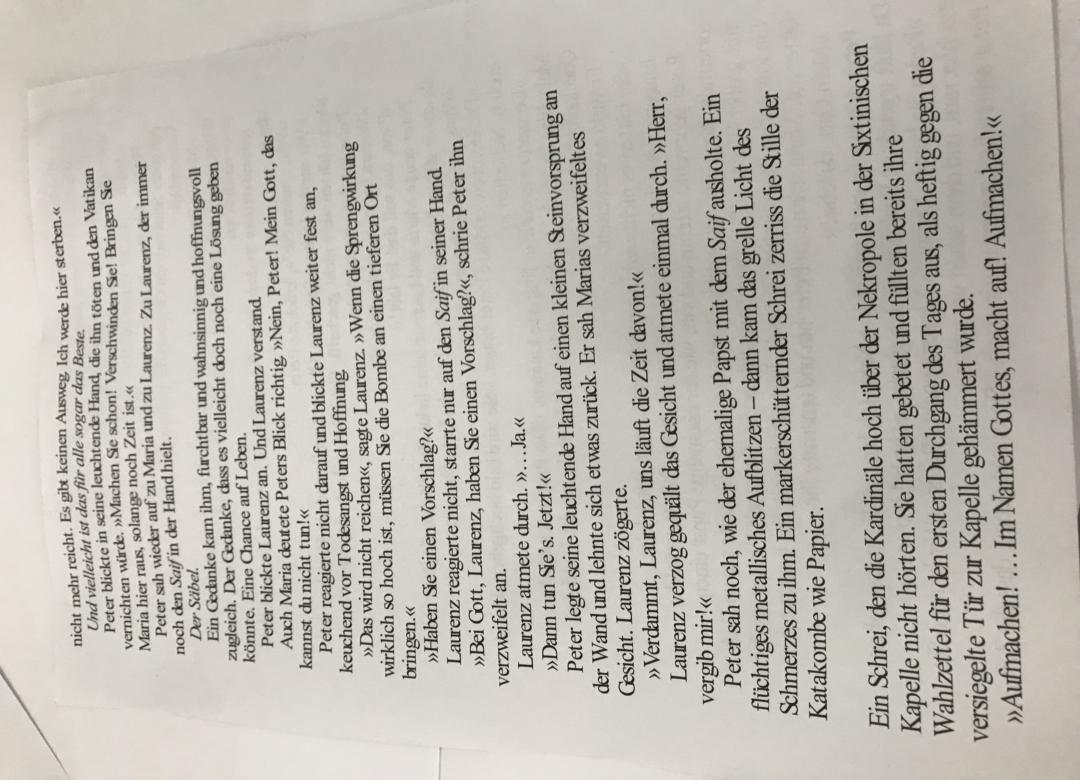 nicht mehr reicht. Es gibt keinen Ausweg. Ich werde hier sterben.«
Und vielleicht ist das für alle sogar das Beste.
Peter blickte in seine leuchtende Hand, die ihn töten und den Vatikan
vernichten würde. »Machen Sie schon! Verschwinden Sie! Bringen Sie
Maria hier raus, solange noch Zeit ist.«
Peter sah wieder auf zu Maria und zu Laurenz. Zu Laurenz, der immer
noch den Saif in der Hand hielt.
Der Säbel.
Ein Gedanke kam ihm, furchtbar und wahnsinnig und hoffnungsvoll
zugleich. Der Gedanke, dass es vielleicht doch noch eine Lösung geben
könnte. Eine Chance auf Leben.
Peter blickte Laurenz an. Und Laurenz verstand.
Auch Maria deutete Peters Blick richtig. »Nein, Peter! Mein Gott, das
kannst du nicht tun!«
Peter reagierte nicht darauf und blickte Laurenz weiter fest an,
keuchend vor Todesangst und Hoffnung.
»Das wird nicht reichen«, sagte Laurenz. »Wenn die Sprengwirkung
wirklich so hoch ist, müssen Sie die Bombe an einen tieferen Ort
bringen.«
»Haben Sie einen Vorschlag?«
Laurenz reagierte nicht, starrte nur auf den Saif in seiner Hand.
»Bei Gott, Laurenz, haben Sie einen Vorschlag?«, schrie Peter ihn
verzweifelt an.
Laurenz atmete durch. »…Ja.«
»Dann tun Sie's. Jetzt!«
Peter legte seine leuchtende Hand auf einen kleinen Steinvorsprung an
der Wand und lehnte sich etwas zurück. Er sah Marias verzweifeltes
Gesicht. Laurenz zögerte.
»Verdammt, Laurenz, uns läuft die Zeit davon!«
Laurenz verzog gequält das Gesicht und atmete einmal durch. »Herr,
vergib mir!«
Peter sah noch, wie der ehemalige Papst mit dem Saif ausholte. Ein
flüchtiges metallisches Aufblitzen – dann kam das grelle Licht des
Schmerzes zu ihm. Ein markerschütternder Schrei zerriss die Stille der
Katakombe wie Papier.
Ein Schrei, den die Kardinäle hoch über der Nekropole in der Sixtinischen
Kapelle nicht hörten. Sie hatten gebetet und füllten bereits ihre
Wahlzettel für den ersten Durchgang des Tages aus, als heftig gegen die
versiegelte Tür zur Kapelle gehämmert wurde.
»Aufmachen! … Im Namen Gottes, macht auf! Aufmachen!«